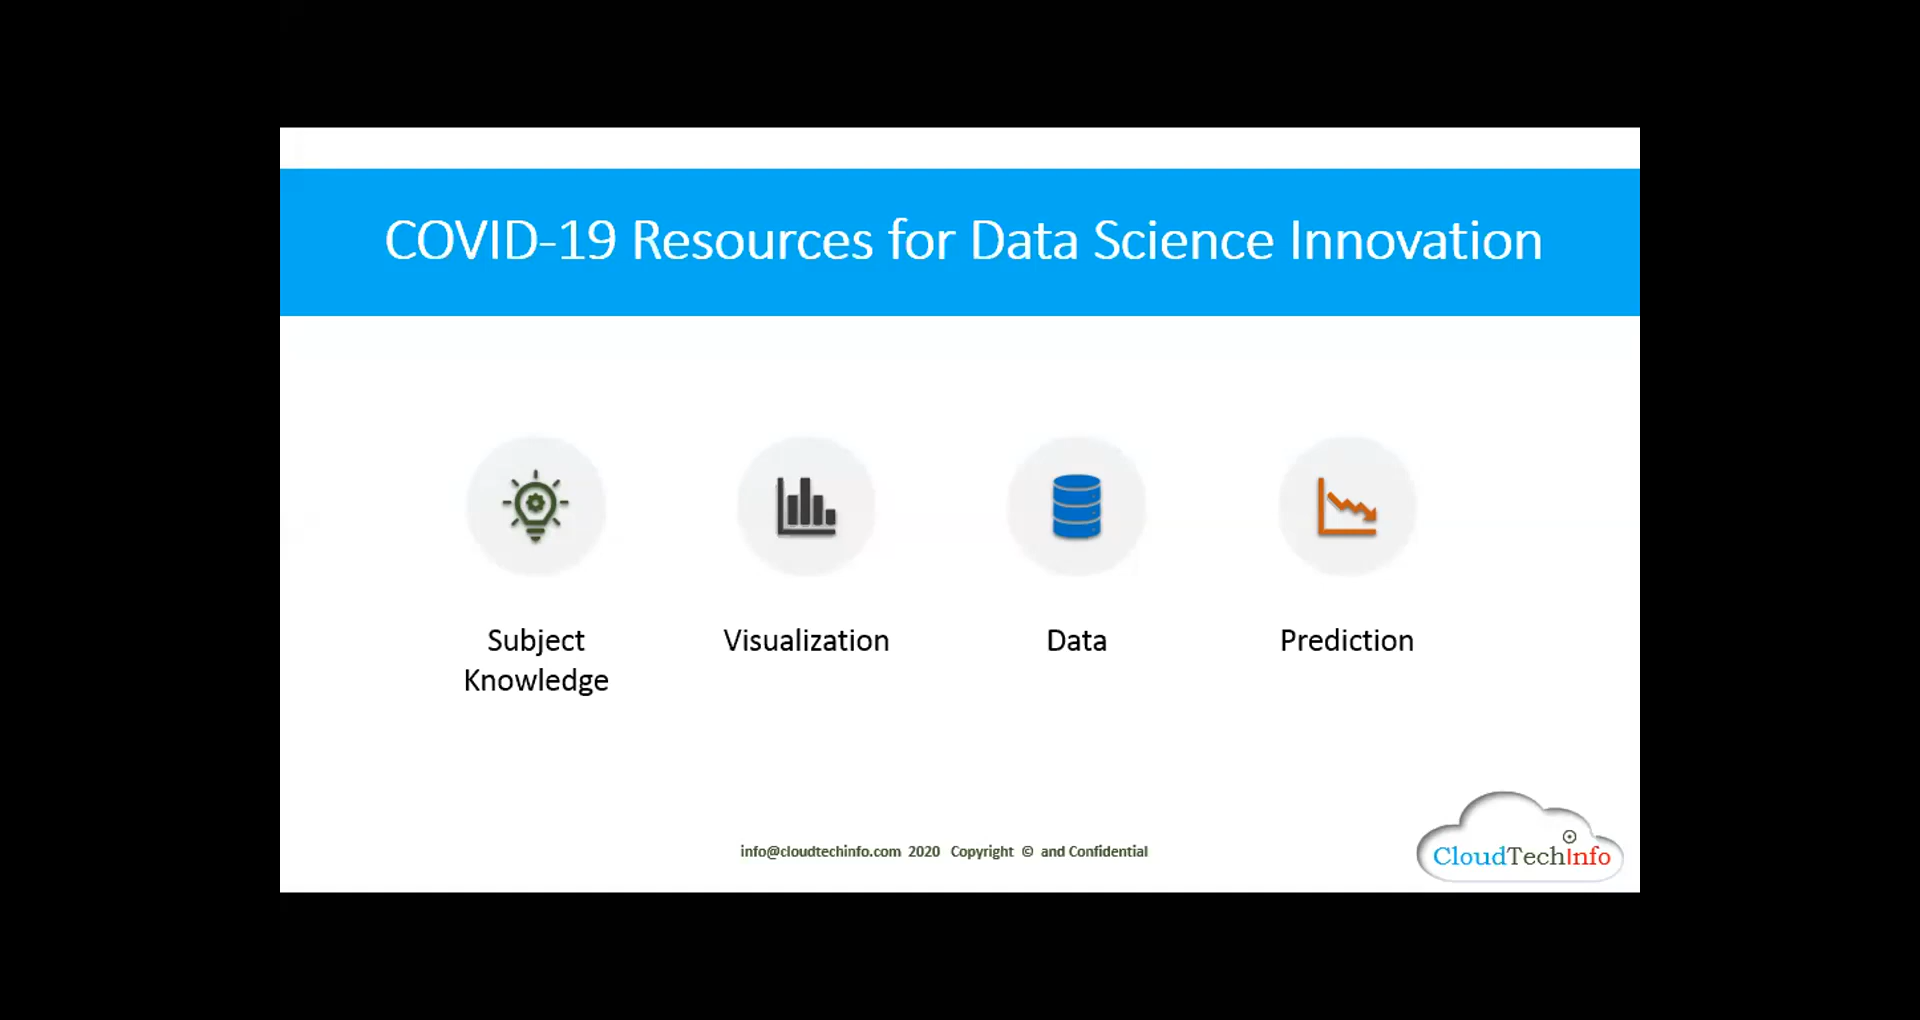 COVID-19 Resources for Data Science Innovation
Subject
Knowledge
Visualization
Data
Prediction
info@cloudtechinfo.com 2020 Copyright © and Confidential
CloudTechInfo